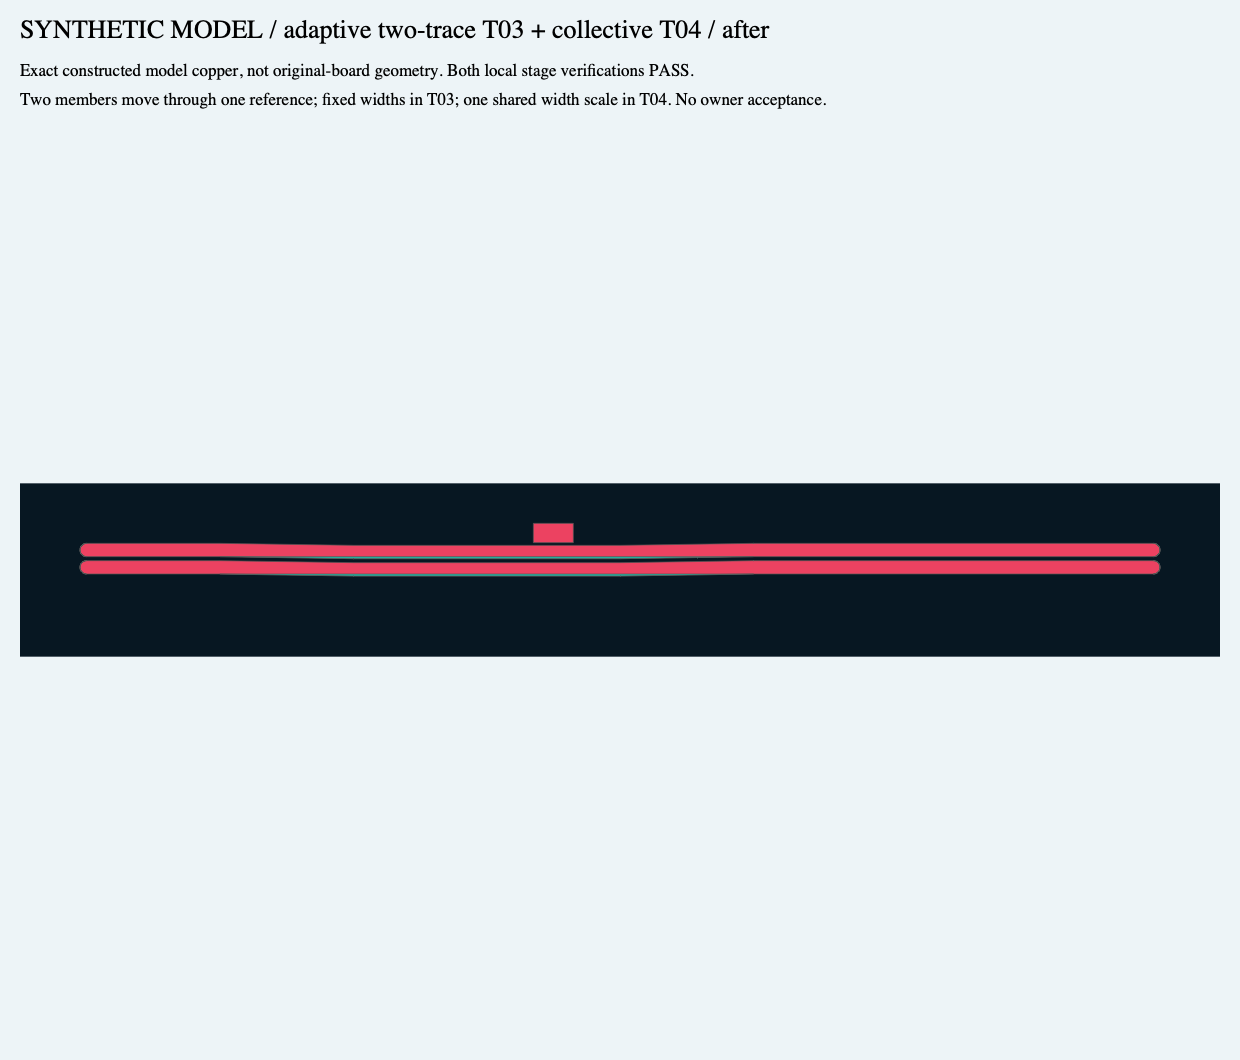 SYNTHETIC MODEL / adaptive two-trace T03 + collective T04 / after
Exact constructed model copper, not original-board geometry. Both local stage verifications PASS.
Two members move through one reference; fixed widths in T03; one shared width scale in T04. No owner acceptance.